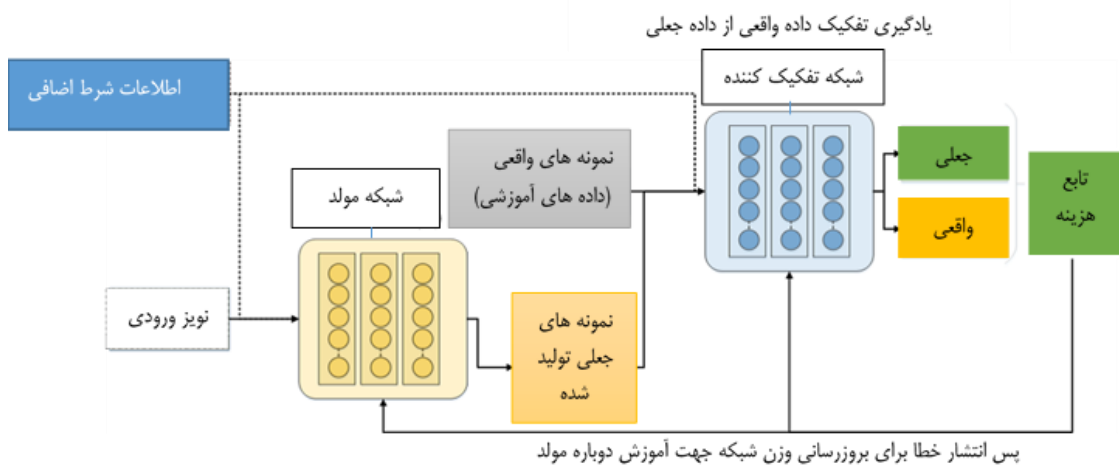 یادگیری تفکیک داده واقعی از داده جعلی
شبکه تفکیک کننده
اطلاعات شرط اضافی
نمونه های واقعی
(داده های آموزشی)
جعلی
تابع
هزینه
واقعی
شبکه مولد
نویز ورودی
نمونه های
جعلی تولید
شده
پس انتشار خطا برای بروزرسانی وزن شبکه جهت آموزش دوباره مولد